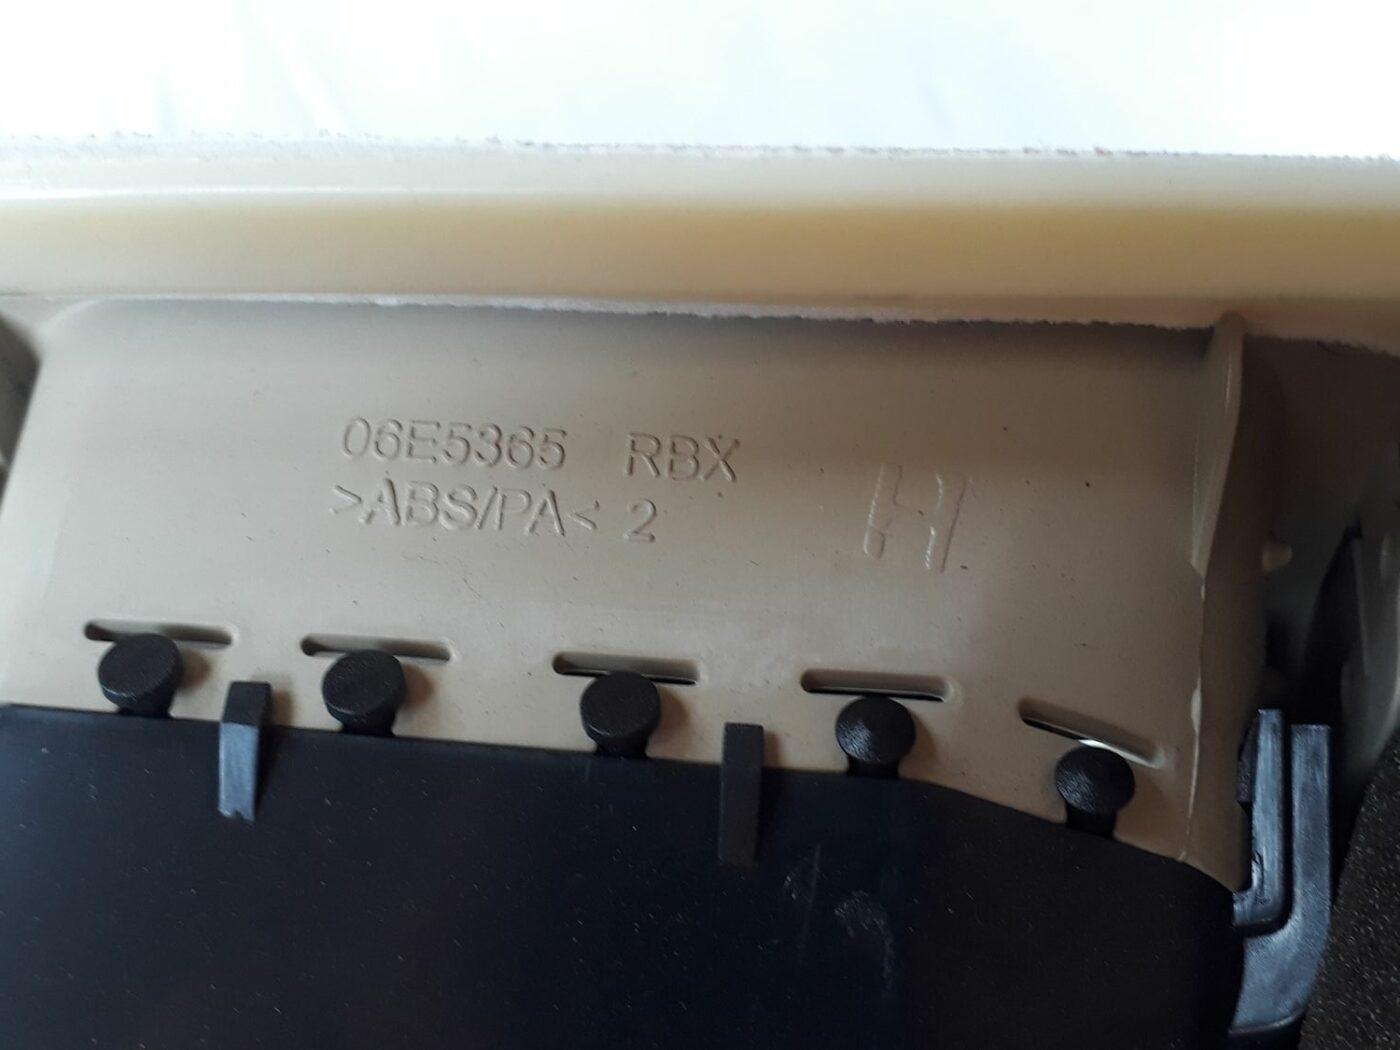 06E5365 RBX
>ABS/PA< 2
H